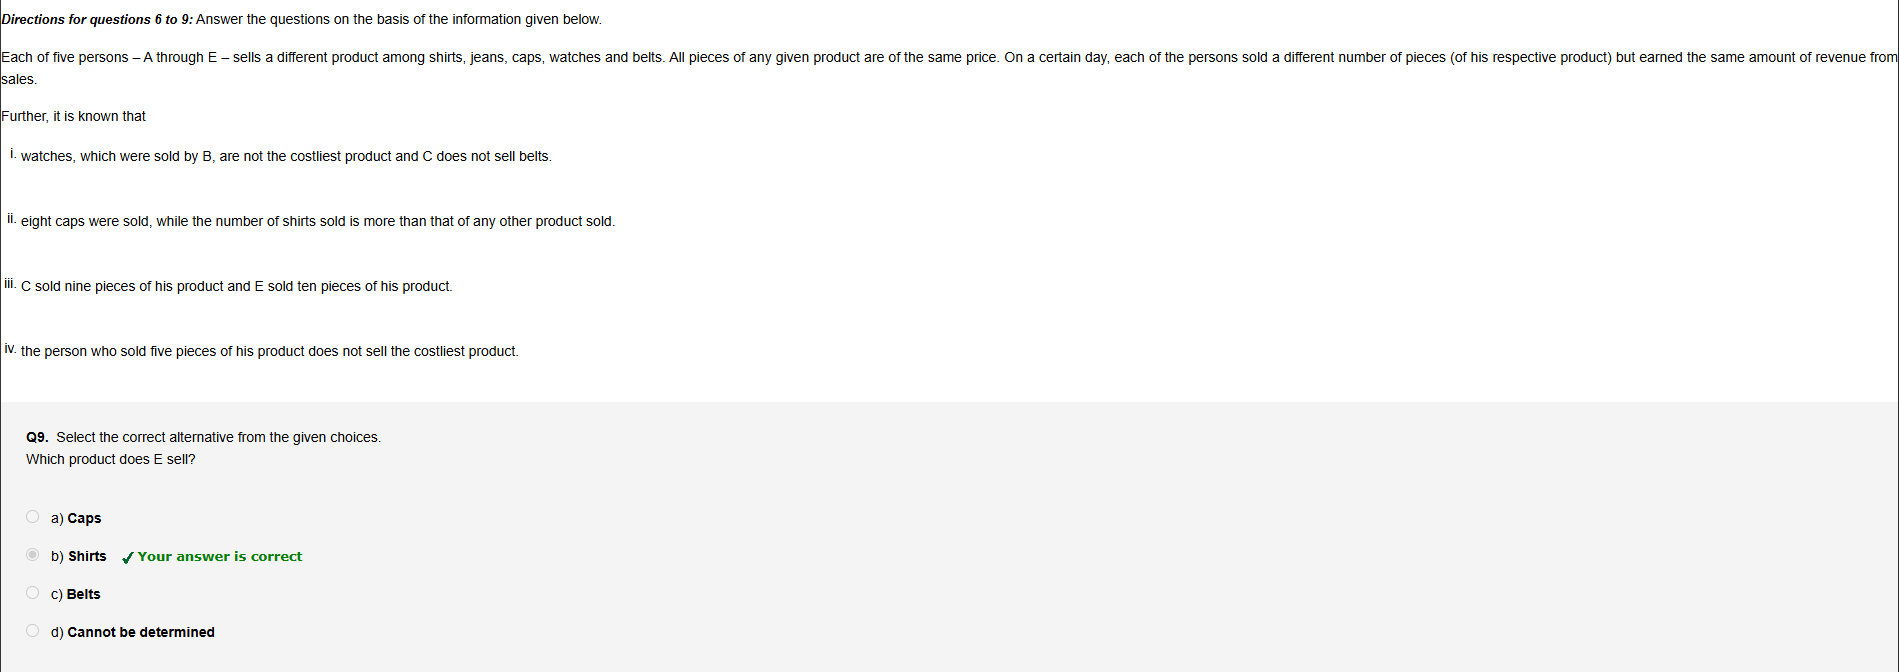 Directions for questions 6 to 9: Answer the questions on the basis of the information given below.
Each of five persons – A through E – sells a different product among shirts, jeans, caps, watches and belts. All pieces of any given product are of the same price. On a certain day, each of the persons sold a different number of pieces (of his respective product) but earned the same amount of revenue from
sales.
Further, it is known that
i. watches, which were sold by B, are not the costliest product and C does not sell belts.
ii. eight caps were sold, while the number of shirts sold is more than that of any other product sold.
iii. C sold nine pieces of his product and E sold ten pieces of his product.
iv. the person who sold five pieces of his product does not sell the costliest product.
Q9. Select the correct alternative from the given choices.
Which product does E sell?
a) Caps
b) Shirts ✓ Your answer is correct
c) Belts
d) Cannot be determined